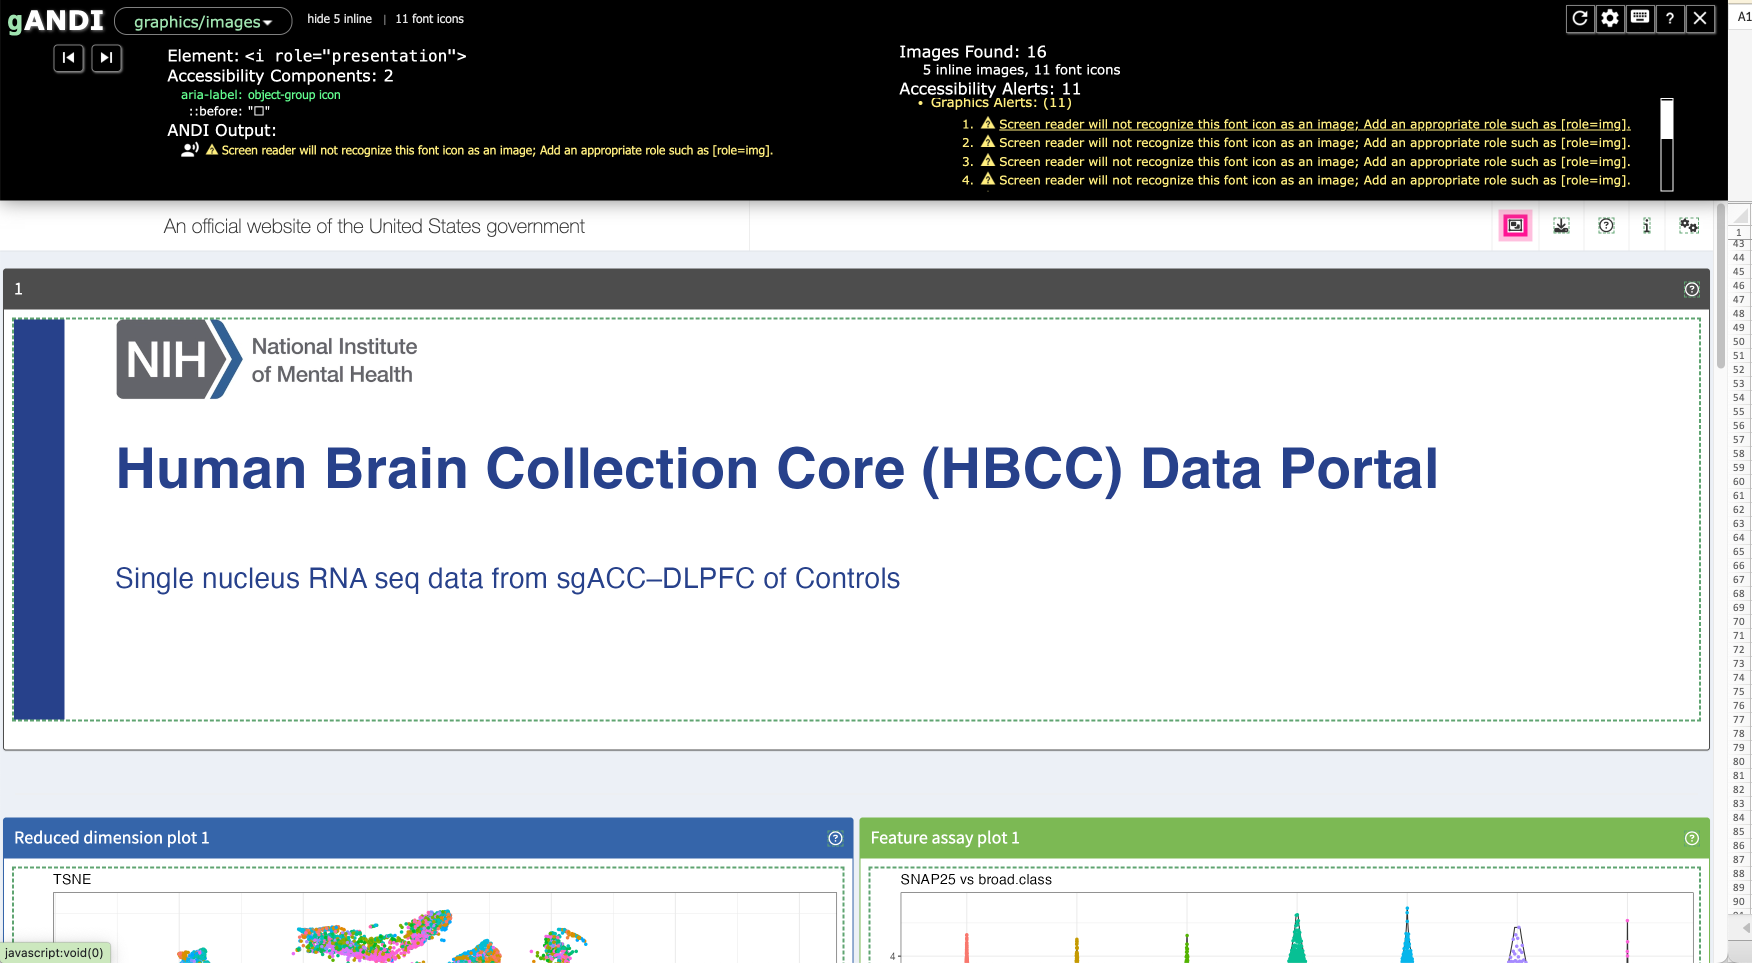 gANDI graphics/images hide 5 inline | 11 font icons
A1
Element: <i role="presentation">
Accessibility Components: 2
aria-label: object-group icon
::before: "□"
ANDI Output:
Screen reader will not recognize this font icon as an image; Add an appropriate role such as [role=img].
Images Found: 16
5 inline images, 11 font icons
Accessibility Alerts: 11
• Graphics Alerts: (11)
1. Screen reader will not recognize this font icon as an image; Add an appropriate role such as [role=img].
2. Screen reader will not recognize this font icon as an image; Add an appropriate role such as [role=img].
3. Screen reader will not recognize this font icon as an image; Add an appropriate role such as [role=img].
4. Screen reader will not recognize this font icon as an image; Add an appropriate role such as [role=img].
An official website of the United States government
1
NIH National Institute
of Mental Health
Human Brain Collection Core (HBCC) Data Portal
Single nucleus RNA seq data from sgACC–DLPFC of Controls
Reduced dimension plot 1
TSNE
Feature assay plot 1
SNAP25 vs broad.class
4
javascript:void(0)
1
43
44
45
46
47
48
49
50
51
52
53
54
55
56
57
58
59
60
61
62
63
64
65
66
67
68
69
70
71
72
73
74
75
76
77
78
79
80
81
82
83
84
85
86
87
88
89
90